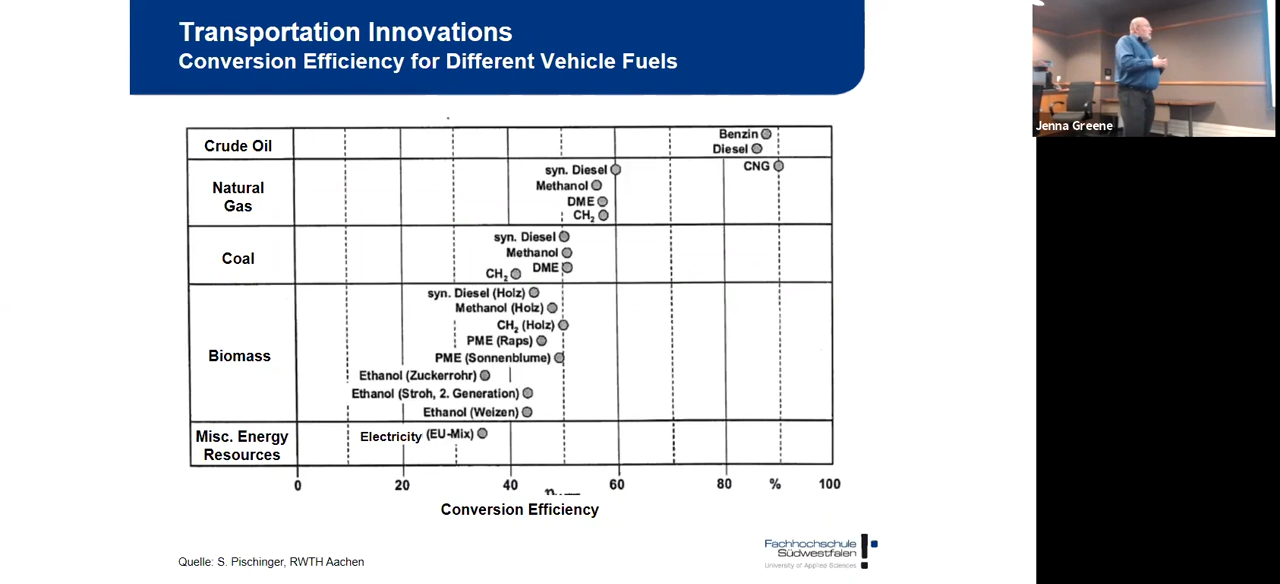 Transportation Innovations
Conversion Efficiency for Different Vehicle Fuels
Jenna Greene
Crude Oil
Benzin
Diesel
Natural
Gas
CNG
syn. Diesel
Methanol
DME
CH₂
Coal
syn. Diesel
Methanol
DME
CH₂
Biomass
syn. Diesel (Holz)
Methanol (Holz)
CH₂ (Holz)
PME (Raps)
PME (Sonnenblume)
Ethanol (Zuckerrohr)
Ethanol (Stroh, 2. Generation)
Ethanol (Weizen)
Misc. Energy
Resources
Electricity (EU-Mix)
0 20 40 60 80 % 100
Conversion Efficiency
Quelle: S. Pischinger, RWTH Aachen
Fachhochschule
Südwestfalen
University of Applied Sciences